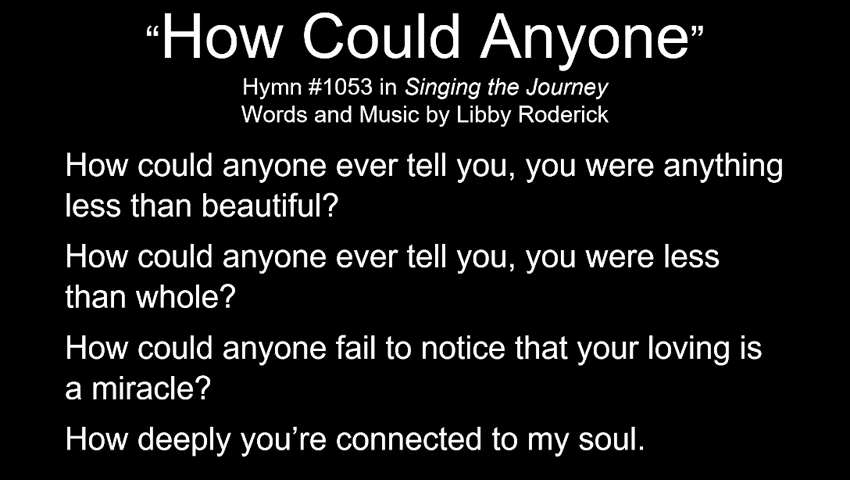 “How Could Anyone”
Hymn #1053 in Singing the Journey
Words and Music by Libby Roderick
How could anyone ever tell you, you were anything
less than beautiful?
How could anyone ever tell you, you were less
than whole?
How could anyone fail to notice that your loving is
a miracle?
How deeply you’re connected to my soul.